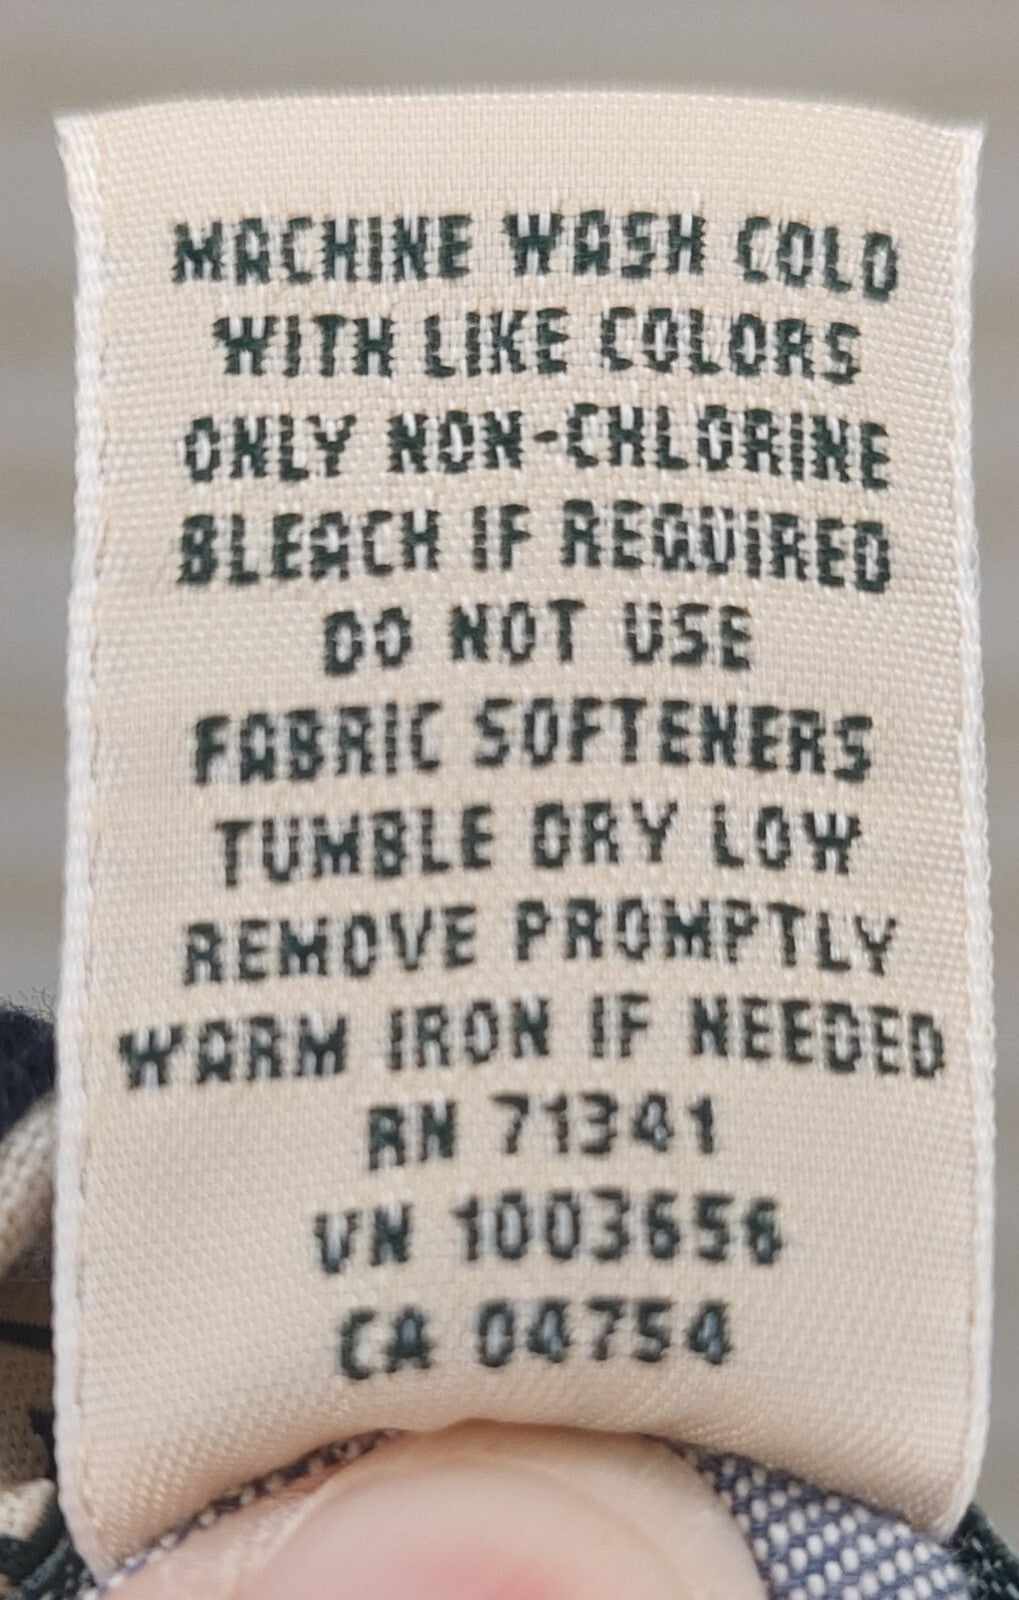 MACHINE WASH COLD
WITH LIKE COLORS
ONLY NON-CHLORINE
BLEACH IF REQUIRED
DO NOT USE
FABRIC SOFTENERS
TUMBLE DRY LOW
REMOVE PROMPTLY
WARM IRON IF NEEDED
RN 71341
VN 1003656
CA 04754